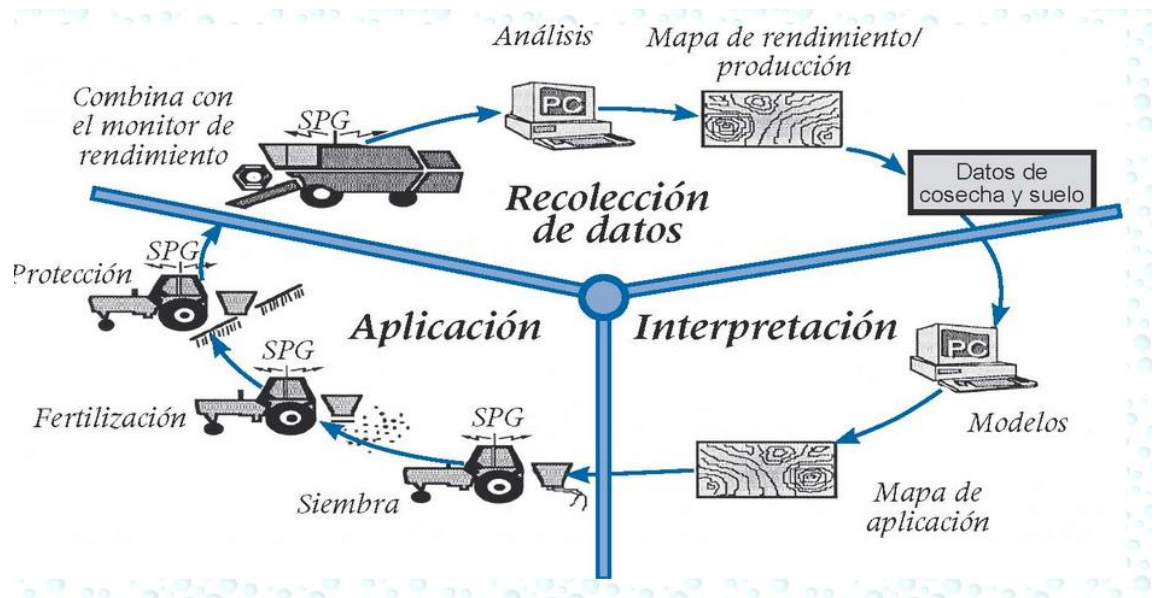 Análisis
PC
Mapa de rendimiento/
producción
Combina con
el monitor de
rendimiento
SPG
Datos de
cosecha y suelo
Recolección
de datos
SPG
Protección
Aplicación
Interpretación
PC
Modelos
SPG
Fertilización
SPG
Siembra
Mapa de
aplicación